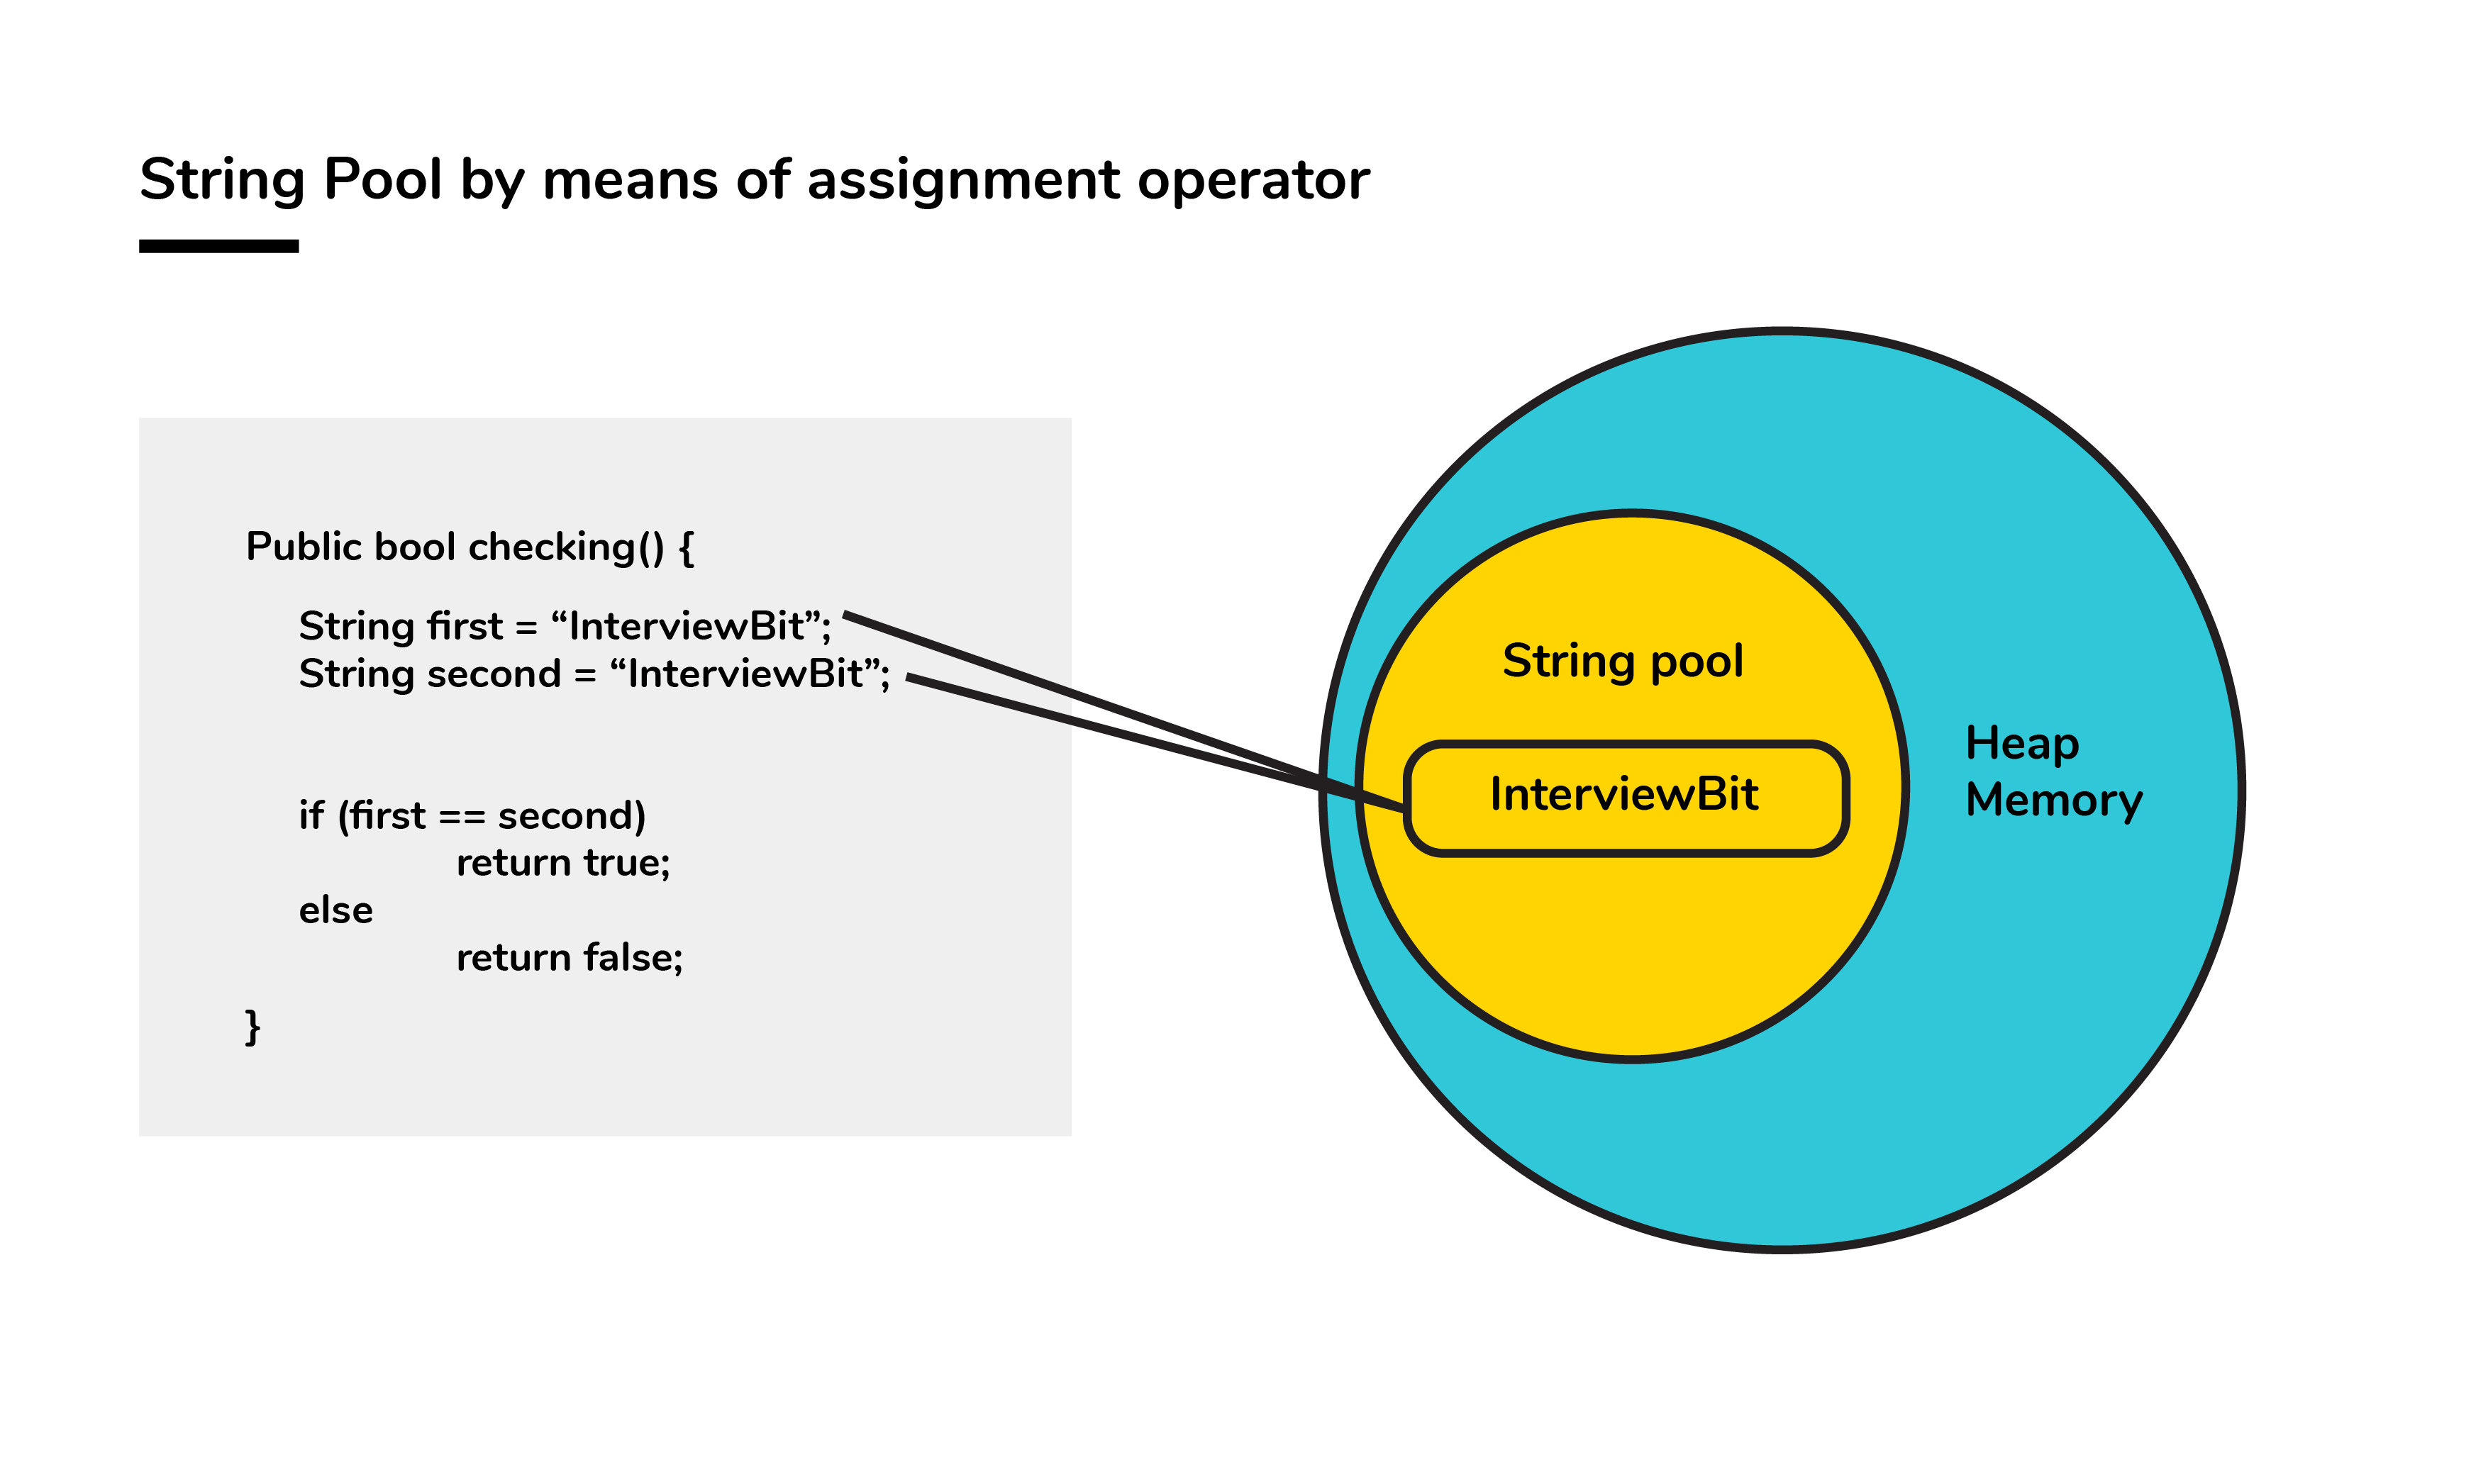 String Pool by means of assignment operator
Public bool checking() {
String first = “InterviewBit”;
String second = “InterviewBit”;
if (first == second)
return true;
else
return false;
}
String pool
InterviewBit
Heap
Memory